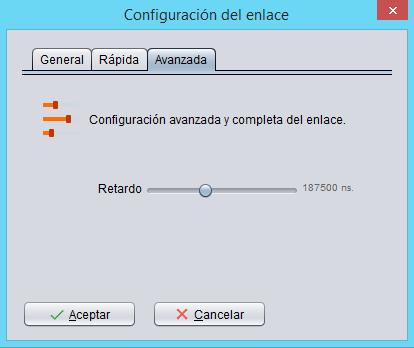 Configuración del enlace
General Rápida Avanzada
Configuración avanzada y completa del enlace.
Retardo 187500 ns.
Aceptar Cancelar